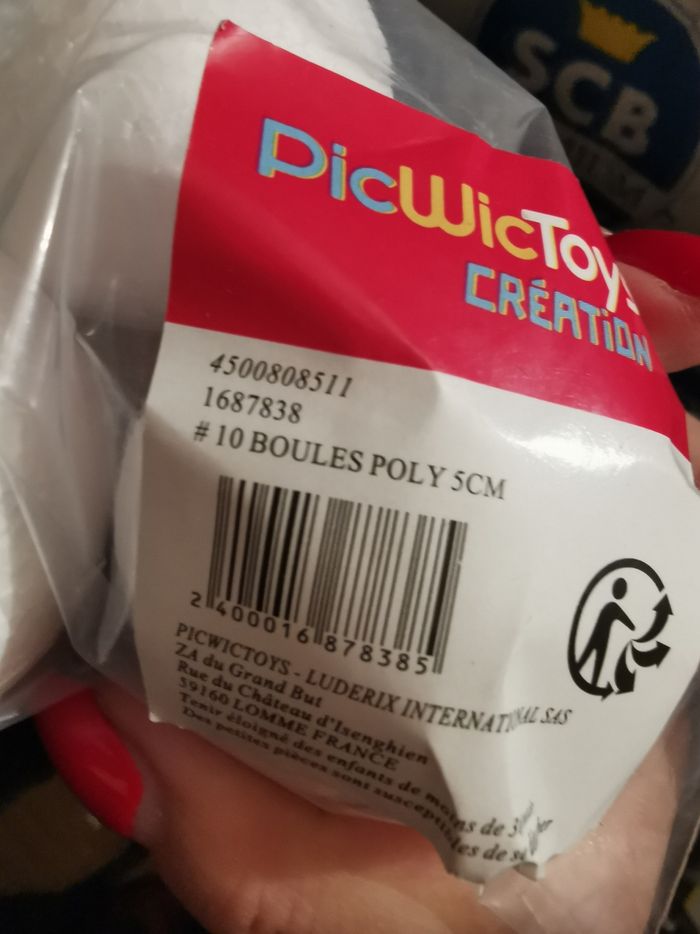 SCB
PicWicToys
CRÉATION
4500808511
1687838
# 10 BOULES POLY 5CM
2 400016 878385
PICWICTOYS - LUDERIX INTERNATIONAL SAS
ZA du Grand But
Rue du Château d'Isenghien
59160 LOMME FRANCE
Tenir éloigné des enfants de moins de 3
Des petites pièces sont susceptibles de